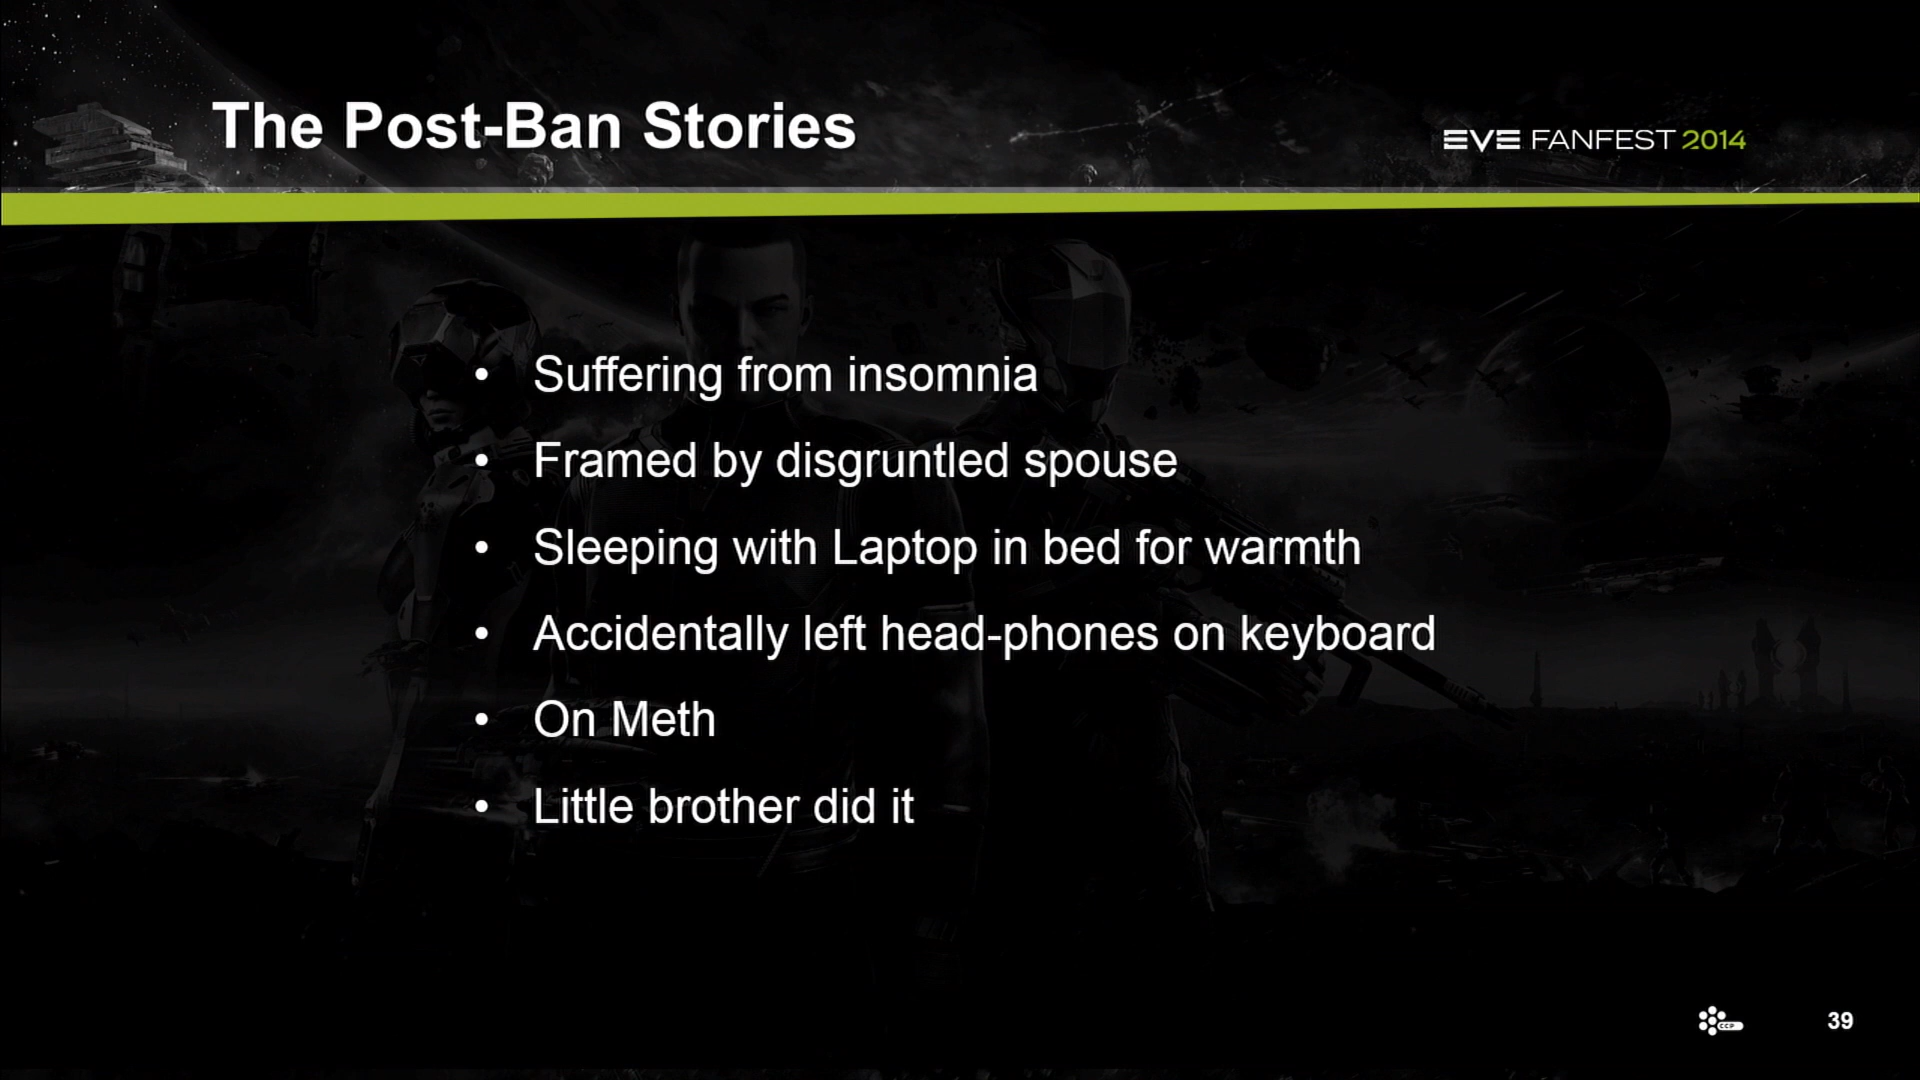 The Post-Ban Stories
EVE FANFEST 2014
• Suffering from insomnia
• Framed by disgruntled spouse
• Sleeping with Laptop in bed for warmth
• Accidentally left head-phones on keyboard
• On Meth
• Little brother did it
CCP
39